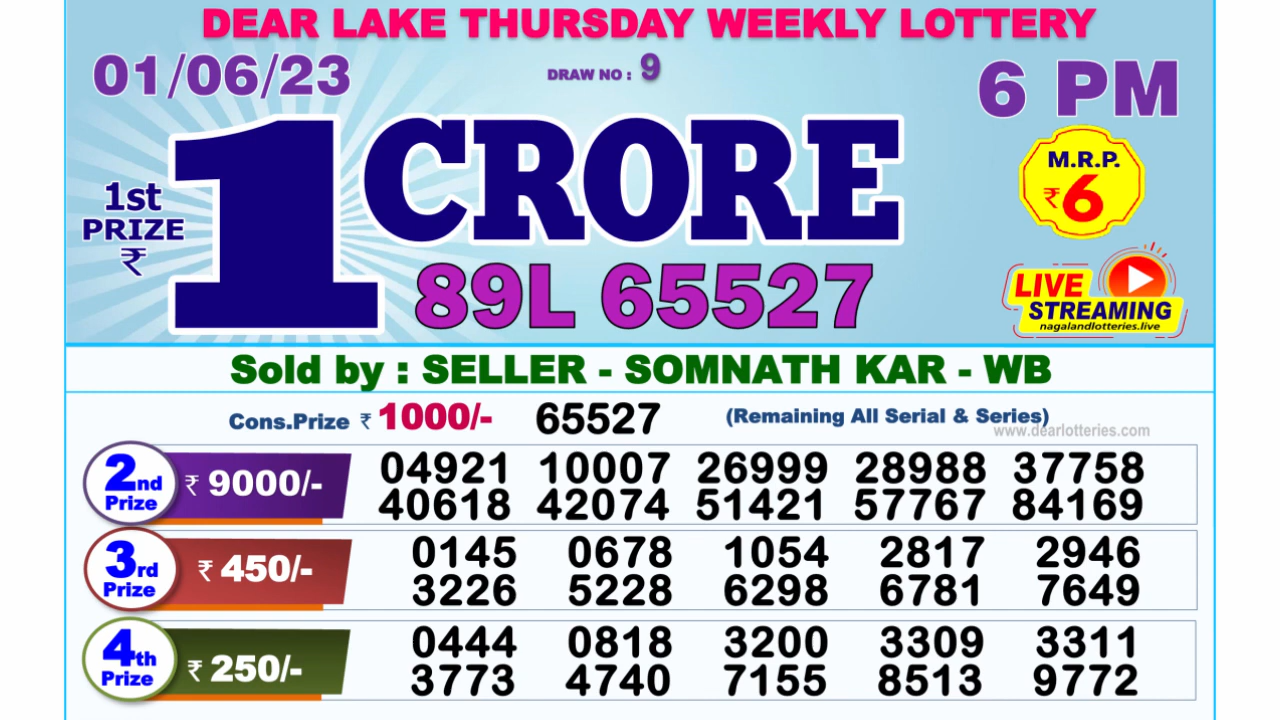 DEAR LAKE THURSDAY WEEKLY LOTTERY
01/06/23
DRAW NO : 9
6 PM
1st
PRIZE
₹
1 CRORE
M.R.P.
₹6
89L 65527
LIVE
STREAMING
nagalandlotteries.live
Sold by : SELLER - SOMNATH KAR - WB
Cons.Prize ₹ 1000/- 65527 (Remaining All Serial & Series)
www.dearlotteries.com
2nd Prize ₹ 9000/-
04921 10007 26999 28988 37758
40618 42074 51421 57767 84169
3rd Prize ₹ 450/-
0145 0678 1054 2817 2946
3226 5228 6298 6781 7649
4th Prize ₹ 250/-
0444 0818 3200 3309 3311
3773 4740 7155 8513 9772